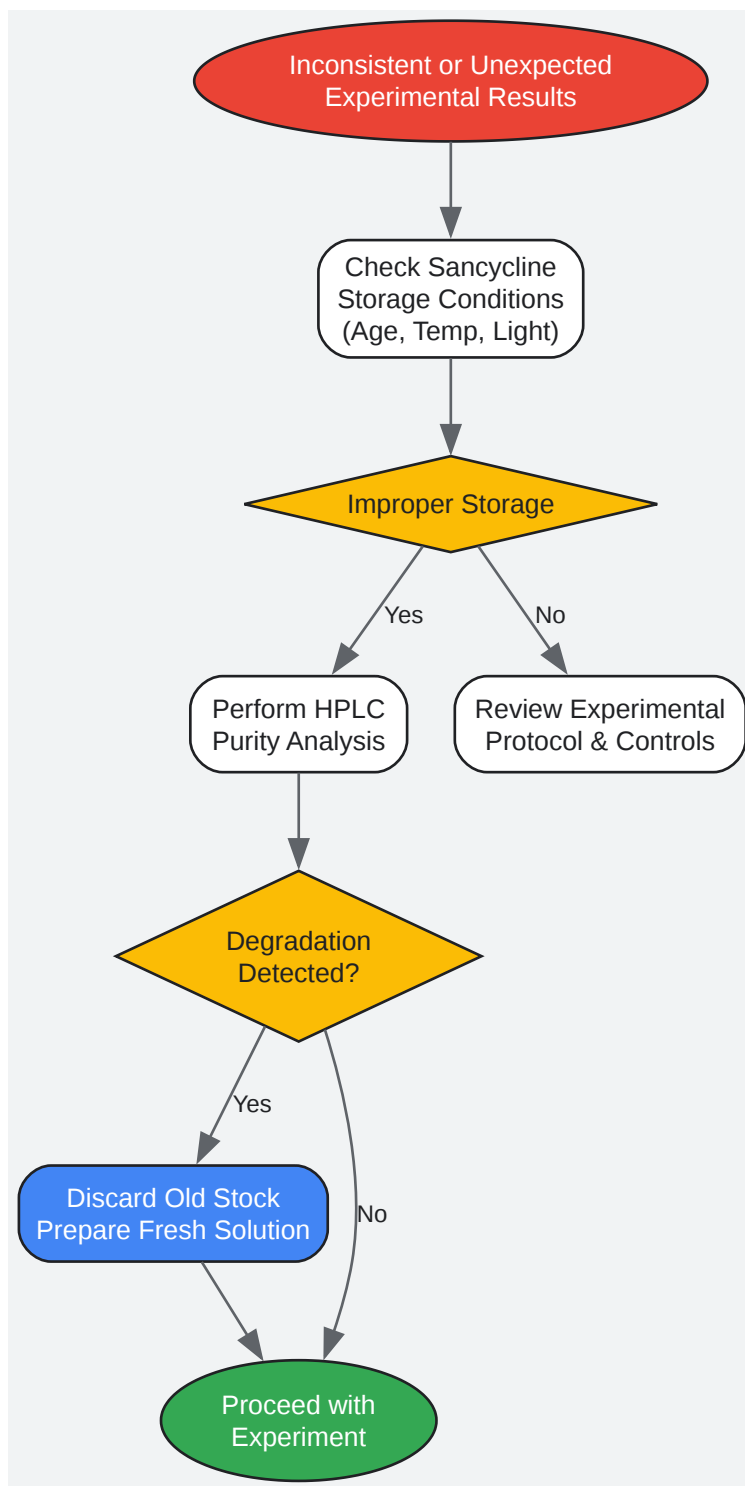 Inconsistent or Unexpected
Experimental Results
Check Sancycline
Storage Conditions
(Age, Temp, Light)
Improper Storage
Yes
No
Perform HPLC
Purity Analysis
Review Experimental
Protocol & Controls
Degradation
Detected?
Yes
Discard Old Stock
Prepare Fresh Solution
No
Proceed with
Experiment